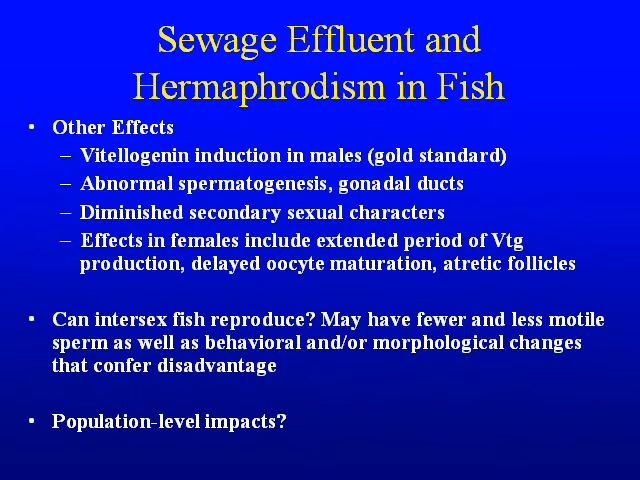 Sewage Effluent and
Hermaphrodism in Fish
• Other Effects
– Vitellogenin induction in males (gold standard)
– Abnormal spermatogenesis, gonadal ducts
– Diminished secondary sexual characters
– Effects in females include extended period of Vtg
production, delayed oocyte maturation, atretic follicles
• Can intersex fish reproduce? May have fewer and less motile
sperm as well as behavioral and/or morphological changes
that confer disadvantage
• Population-level impacts?